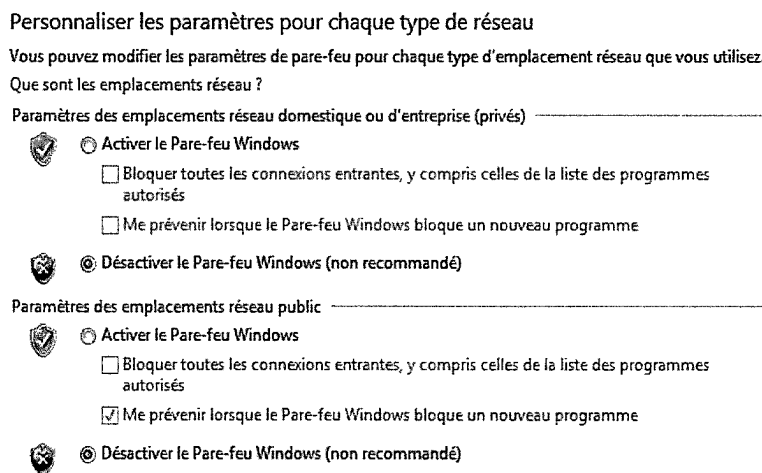 Personnaliser les paramètres pour chaque type de réseau
Vous pouvez modifier les paramètres de pare-feu pour chaque type d'emplacement réseau que vous utilisez
Que sont les emplacements réseau ?
Paramètres des emplacements réseau domestique ou d'entreprise (privés)
Activer le Pare-feu Windows
Bloquer toutes les connexions entrantes, y compris celles de la liste des programmes
autorisés
Me prévenir lorsque le Pare-feu Windows bloque un nouveau programme
Désactiver le Pare-feu Windows (non recommandé)
Paramètres des emplacements réseau public
Activer le Pare-feu Windows
Bloquer toutes les connexions entrantes, y compris celles de la liste des programmes
autorisés
Me prévenir lorsque le Pare-feu Windows bloque un nouveau programme
Désactiver le Pare-feu Windows (non recommandé)